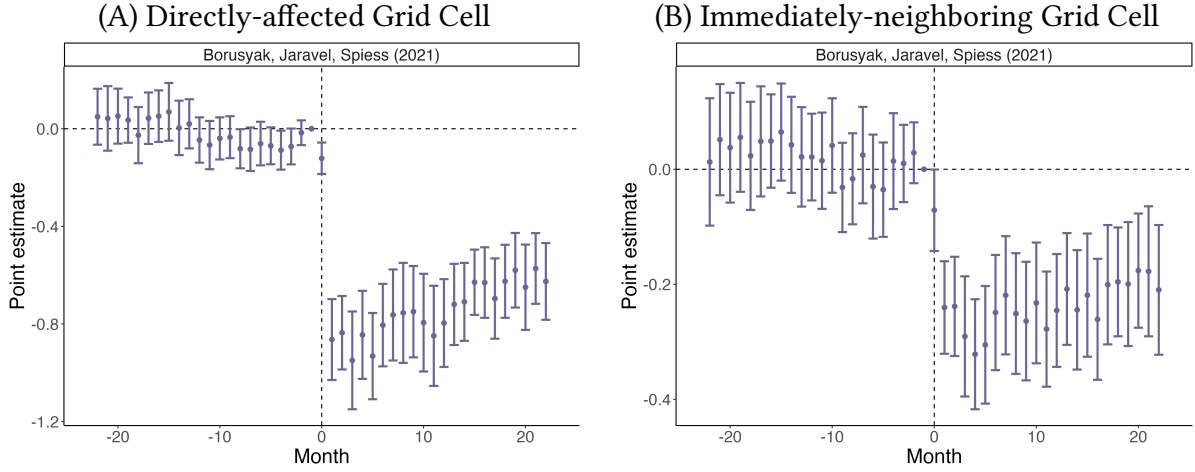 (A) Directly-affected Grid Cell
Borusyak, Jaravel, Spiess (2021)
Point estimate
0.0
-0.4
-0.8
-1.2
-20 -10 0 10 20
Month
(B) Immediately-neighboring Grid Cell
Borusyak, Jaravel, Spiess (2021)
Point estimate
0.0
-0.2
-0.4
-20 -10 0 10 20
Month